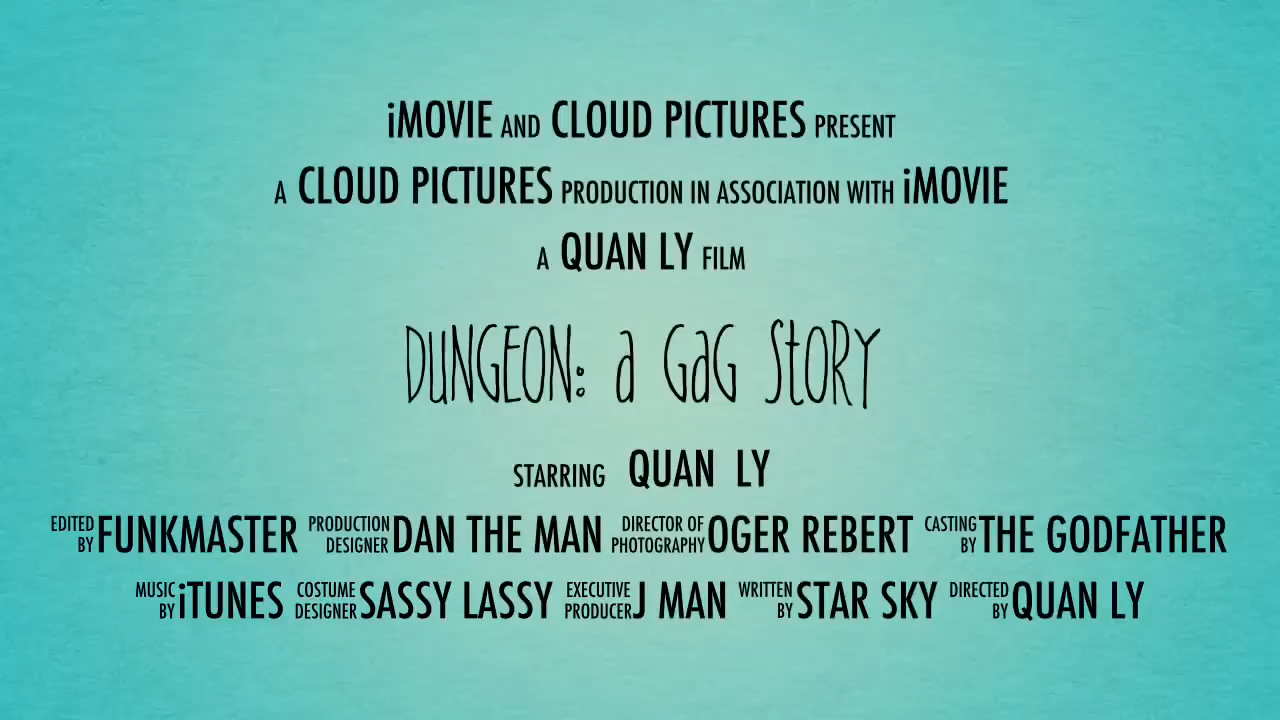 iMOVIE AND CLOUD PICTURES PRESENT
A CLOUD PICTURES PRODUCTION IN ASSOCIATION WITH iMOVIE
A QUAN LY FILM
DUNGEON: a GaG StORY
STARRING QUAN LY
EDITED BY FUNKMASTER PRODUCTION DESIGNER DAN THE MAN DIRECTOR OF PHOTOGRAPHY OGER REBERT CASTING BY THE GODFATHER
MUSIC BY iTUNES COSTUME DESIGNER SASSY LASSY EXECUTIVE PRODUCER J MAN WRITTEN BY STAR SKY DIRECTED BY QUAN LY